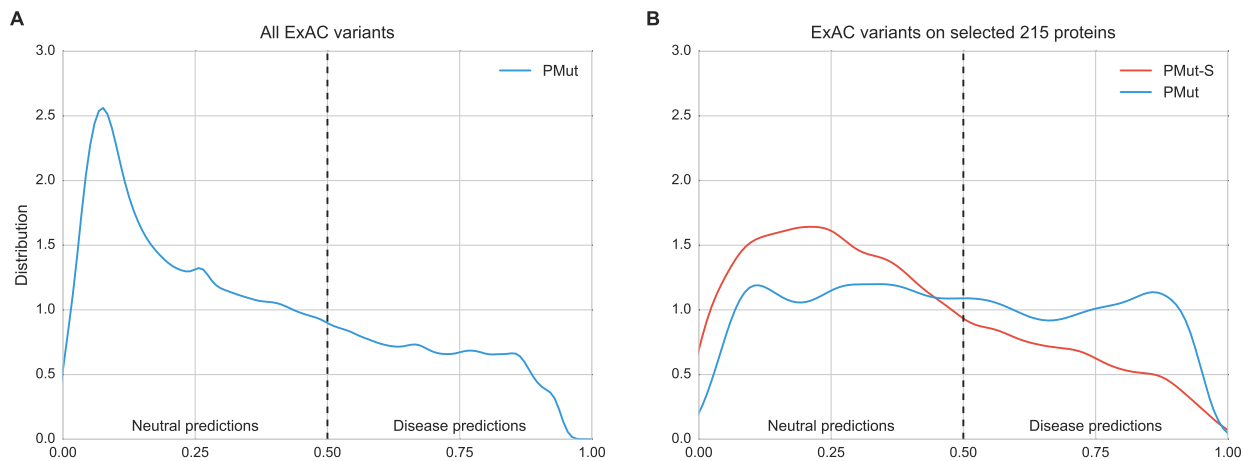 A
All ExAC variants
3.0
2.5
2.0
1.5
1.0
0.5
0.0
Distribution
PMut
Neutral predictions
Disease predictions
0.00
0.25
0.50
0.75
1.00
B
ExAC variants on selected 215 proteins
3.0
2.5
2.0
1.5
1.0
0.5
0.0
PMut-S
PMut
Neutral predictions
Disease predictions
0.00
0.25
0.50
0.75
1.00